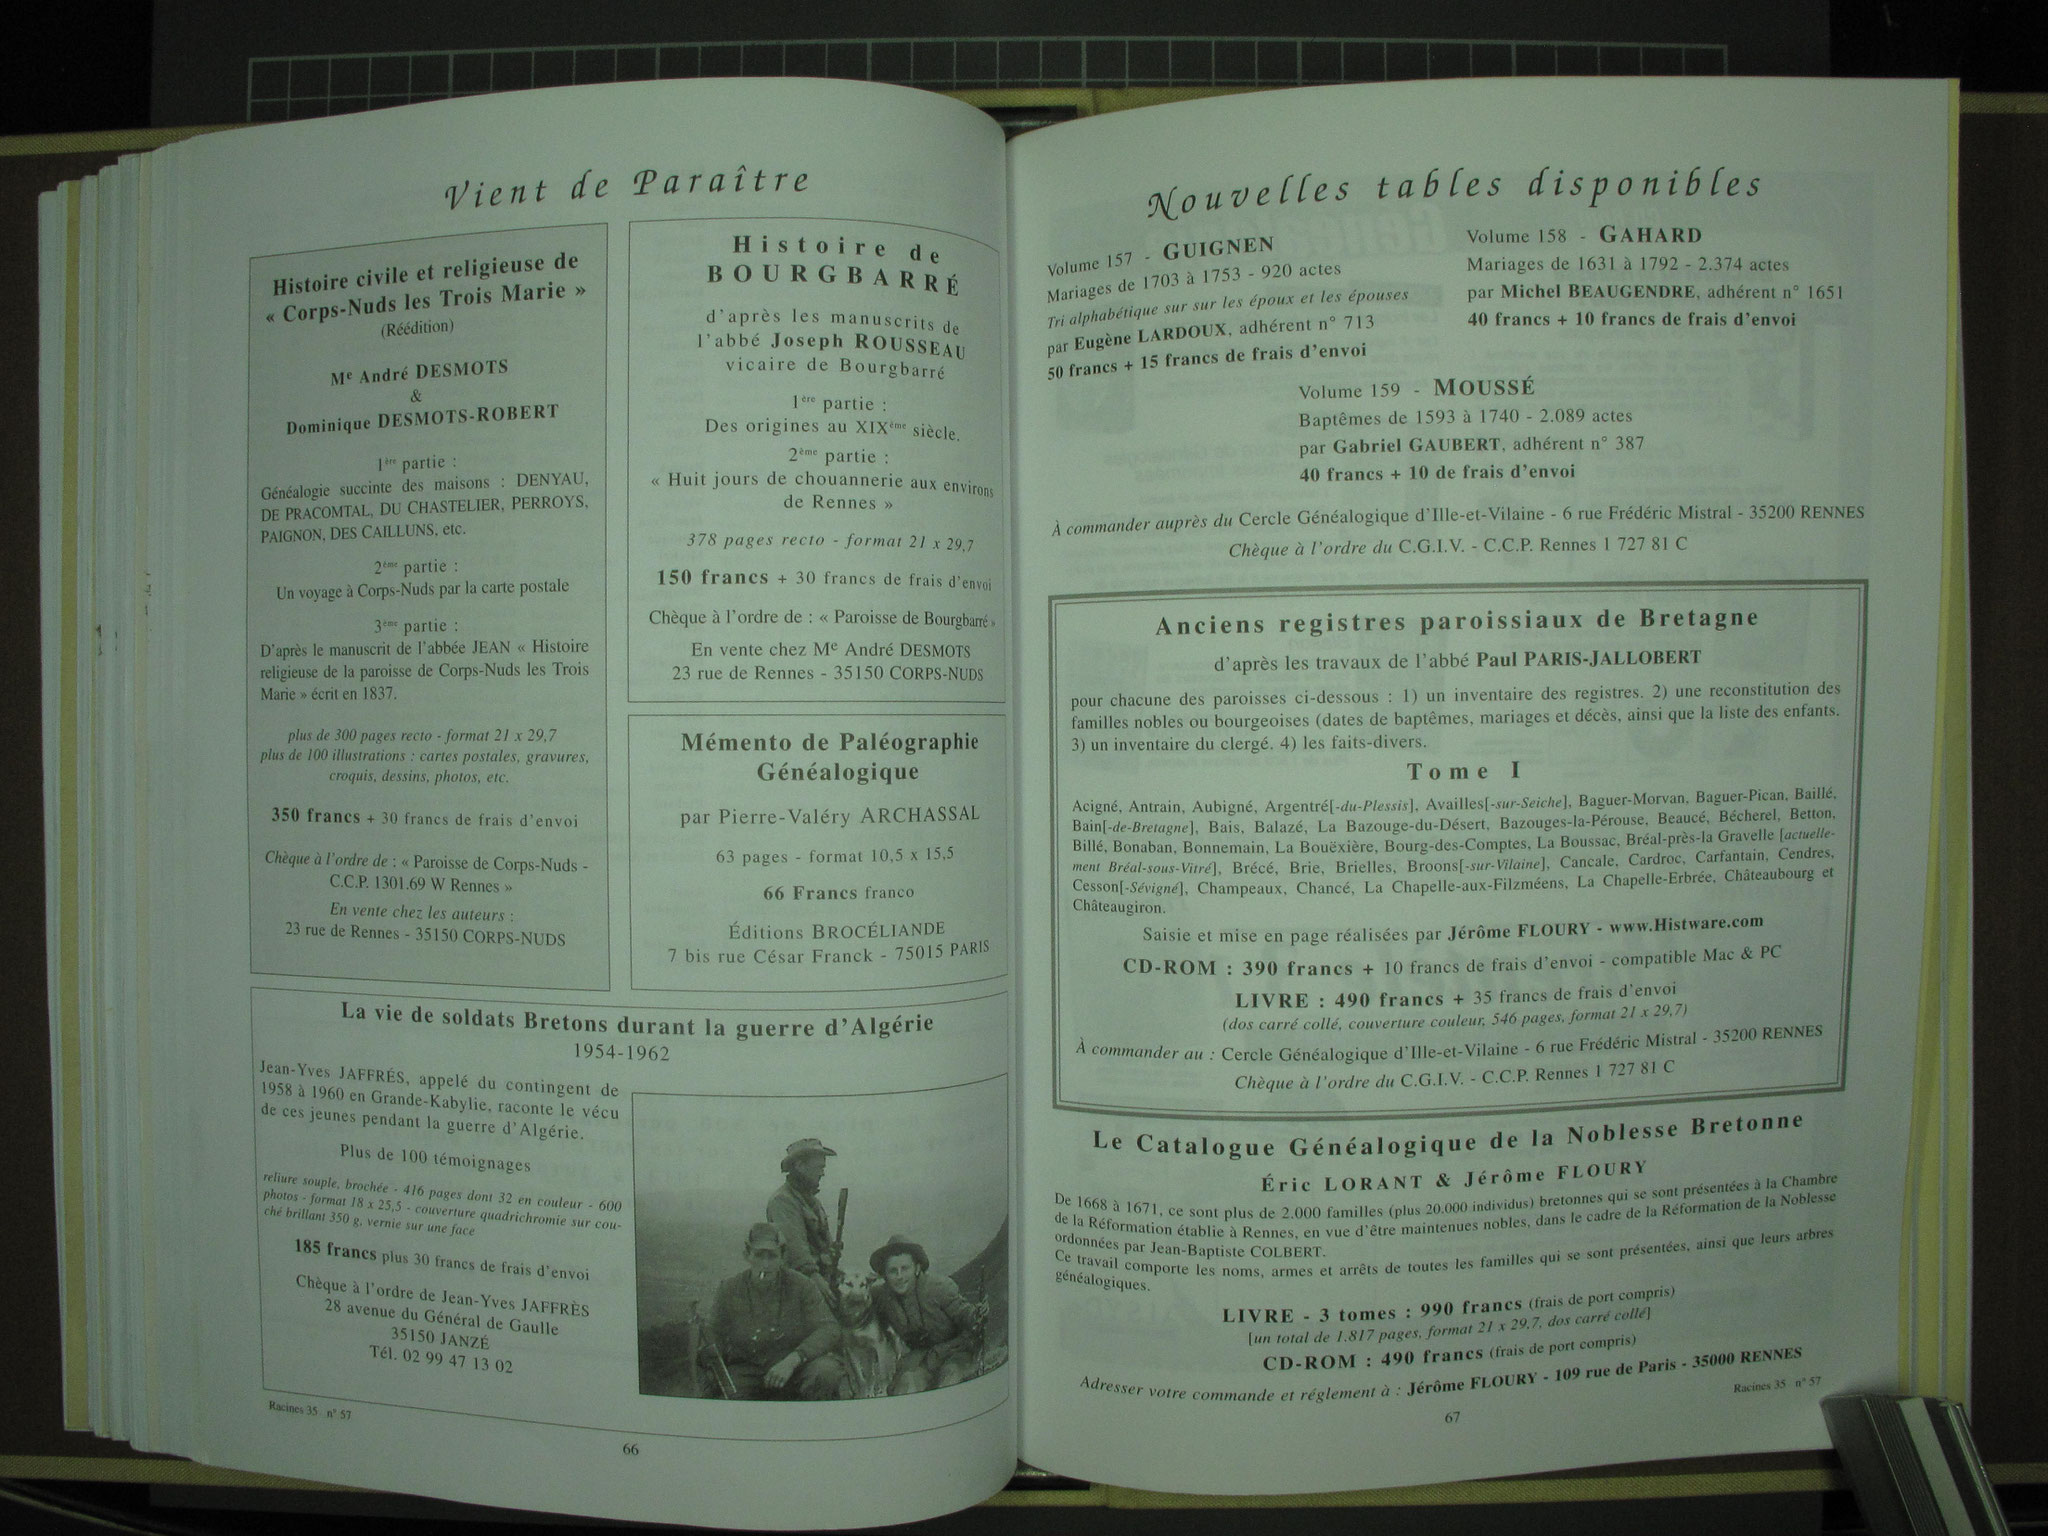 Vient de Paraître
Histoire civile et religieuse de
« Corps-Nuds les Trois Marie »
(Réédition)
Me André DESMOTS
&
Dominique DESMOTS-ROBERT
1ère partie :
Généalogie succinte des maisons : DENYAU,
DE PRACOMTAL, DU CHASTELIER, PERROYS,
PAIGNON, DES CAILLUNS, etc.
2ème partie :
Un voyage à Corps-Nuds par la carte postale
3ème partie :
D'après le manuscrit de l'abbée JEAN « Histoire
religieuse de la paroisse de Corps-Nuds les Trois
Marie » écrit en 1837.
plus de 300 pages recto - format 21 x 29,7
plus de 100 illustrations : cartes postales, gravures,
croquis, dessins, photos, etc.
350 francs + 30 francs de frais d'envoi
Chèque à l'ordre de : « Paroisse de Corps-Nuds -
C.C.P. 1301.69 W Rennes »
En vente chez les auteurs :
23 rue de Rennes - 35150 CORPS-NUDS
Histoire de
BOURGBARRÉ
d'après les manuscrits de
l'abbé Joseph ROUSSEAU
vicaire de Bourgbarré
1ère partie :
Des origines au XIXème siècle.
2ème partie :
« Huit jours de chouannerie aux environs
de Rennes »
378 pages recto - format 21 x 29,7
150 francs + 30 francs de frais d'envoi
Chèque à l'ordre de : « Paroisse de Bourgbarré »
En vente chez Me André DESMOTS
23 rue de Rennes - 35150 CORPS-NUDS
Mémento de Paléographie
Généalogique
par Pierre-Valéry ARCHASSAL
63 pages - format 10,5 x 15,5
66 Francs franco
Éditions BROCÉLIANDE
7 bis rue César Franck - 75015 PARIS
La vie de soldats Bretons durant la guerre d'Algérie
1954-1962
Jean-Yves JAFFRÉS, appelé du contingent de
1958 à 1960 en Grande-Kabylie, raconte le vécu
de ces jeunes pendant la guerre d'Algérie.
Plus de 100 témoignages
reliure souple, brochée - 416 pages dont 32 en couleur - 600
photos - format 18 x 25,5 - couverture quadrichromie sur cou-
ché brillant 350 g, vernie sur une face
185 francs plus 30 francs de frais d'envoi
Chèque à l'ordre de Jean-Yves JAFFRÈS
28 avenue du Général de Gaulle
35150 JANZÉ
Tél. 02 99 47 13 02
Racines 35 n° 57
66
Nouvelles tables disponibles
Volume 157 - GUIGNEN
Mariages de 1703 à 1753 - 920 actes
Tri alphabétique sur sur les époux et les épouses
par Eugène LARDOUX, adhérent n° 713
50 francs + 15 francs de frais d'envoi
Volume 158 - GAHARD
Mariages de 1631 à 1792 - 2.374 actes
par Michel BEAUGENDRE, adhérent n° 1651
40 francs + 10 francs de frais d'envoi
Volume 159 - MOUSSÉ
Baptêmes de 1593 à 1740 - 2.089 actes
par Gabriel GAUBERT, adhérent n° 387
40 francs + 10 de frais d'envoi
À commander auprès du Cercle Généalogique d'Ille-et-Vilaine - 6 rue Frédéric Mistral - 35200 RENNES
Chèque à l'ordre du C.G.I.V. - C.C.P. Rennes 1 727 81 C
Anciens registres paroissiaux de Bretagne
d'après les travaux de l'abbé Paul PARIS-JALLOBERT
pour chacune des paroisses ci-dessous : 1) un inventaire des registres. 2) une reconstitution des
familles nobles ou bourgeoises (dates de baptêmes, mariages et décès, ainsi que la liste des enfants.
3) un inventaire du clergé. 4) les faits-divers.
Tome I
Acigné, Antrain, Aubigné, Argentré[-du-Plessis], Availles[-sur-Seiche], Baguer-Morvan, Baguer-Pican, Baillé,
Bain[-de-Bretagne], Bais, Balazé, La Bazouge-du-Désert, Bazouges-la-Pérouse, Beaucé, Bécherel, Betton,
Billé, Bonaban, Bonnemain, La Bouëxière, Bourg-des-Comptes, La Boussac, Bréal-près-la Gravelle [actuelle-
ment Bréal-sous-Vitré], Brécé, Brie, Brielles, Broons[-sur-Vilaine], Cancale, Cardroc, Carfantain, Cendres,
Cesson[-Sévigné], Champeaux, Chancé, La Chapelle-aux-Filzméens, La Chapelle-Erbrée, Châteaubourg et
Châteaugiron.
Saisie et mise en page réalisées par Jérôme FLOURY - www.Histware.com
CD-ROM : 390 francs + 10 francs de frais d'envoi - compatible Mac & PC
LIVRE : 490 francs + 35 francs de frais d'envoi
(dos carré collé, couverture couleur, 546 pages, format 21 x 29,7)
À commander au : Cercle Généalogique d'Ille-et-Vilaine - 6 rue Frédéric Mistral - 35200 RENNES
Chèque à l'ordre du C.G.I.V. - C.C.P. Rennes 1 727 81 C
Le Catalogue Généalogique de la Noblesse Bretonne
Éric LORANT & Jérôme FLOURY
De 1668 à 1671, ce sont plus de 2.000 familles (plus 20.000 individus) bretonnes qui se sont présentées à la Chambre
de la Réformation établie à Rennes, en vue d'être maintenues nobles, dans le cadre de la Réformation de la Noblesse
ordonnées par Jean-Baptiste COLBERT.
Ce travail comporte les noms, armes et arrêts de toutes les familles qui se sont présentées, ainsi que leurs arbres
généalogiques.
LIVRE - 3 tomes : 990 francs (frais de port compris)
[un total de 1.817 pages, format 21 x 29,7, dos carré collé]
CD-ROM : 490 francs (frais de port compris)
Adresser votre commande et réglement à : Jérôme FLOURY - 109 rue de Paris - 35000 RENNES
Racines 35 n° 57
67